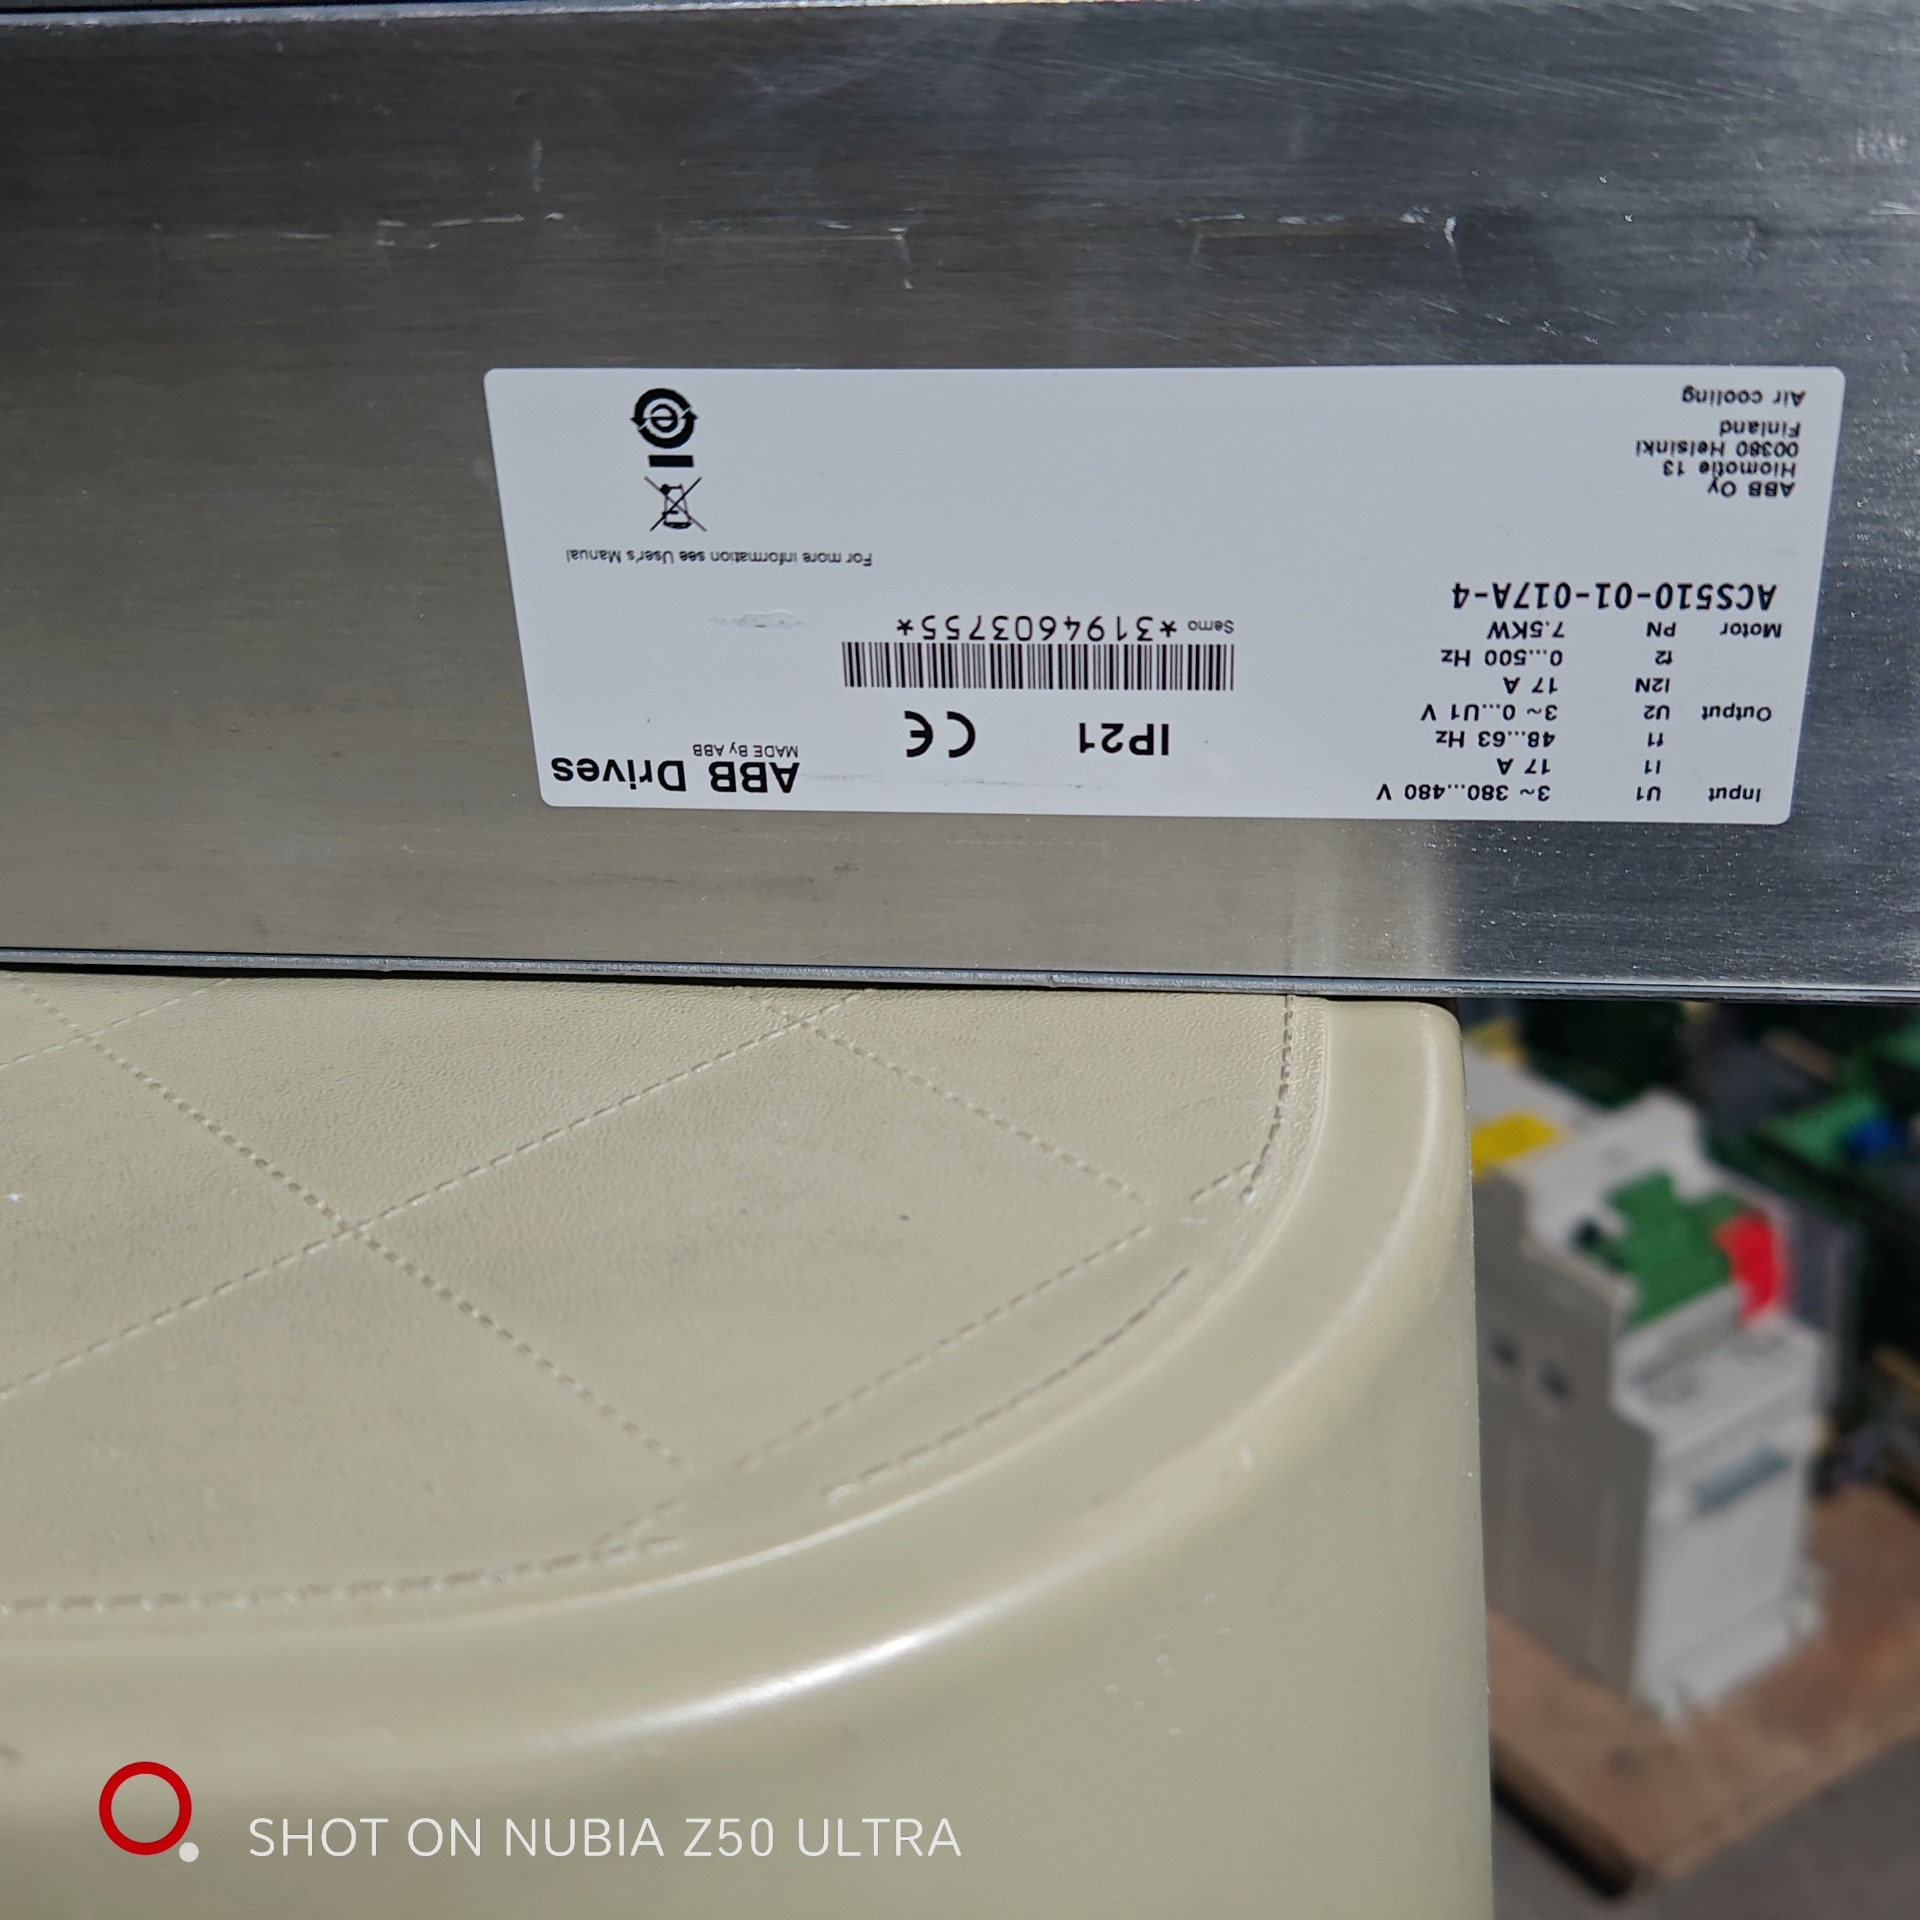 Input U1 3~ 380...480 V
I1 17 A
f1 48...63 Hz
Output U2 3~ 0...U1 V
I2N 17 A
f2 0...500 Hz
Motor PN 7.5KW
ACS510-01-017A-4
IP21
CE
ABB Drives
MADE By ABB
Serno *3194603755*
For more information see User's Manual
ABB Oy
Hiomotie 13
00380 Helsinki
Finland
Air cooling
e
SHOT ON NUBIA Z50 ULTRA